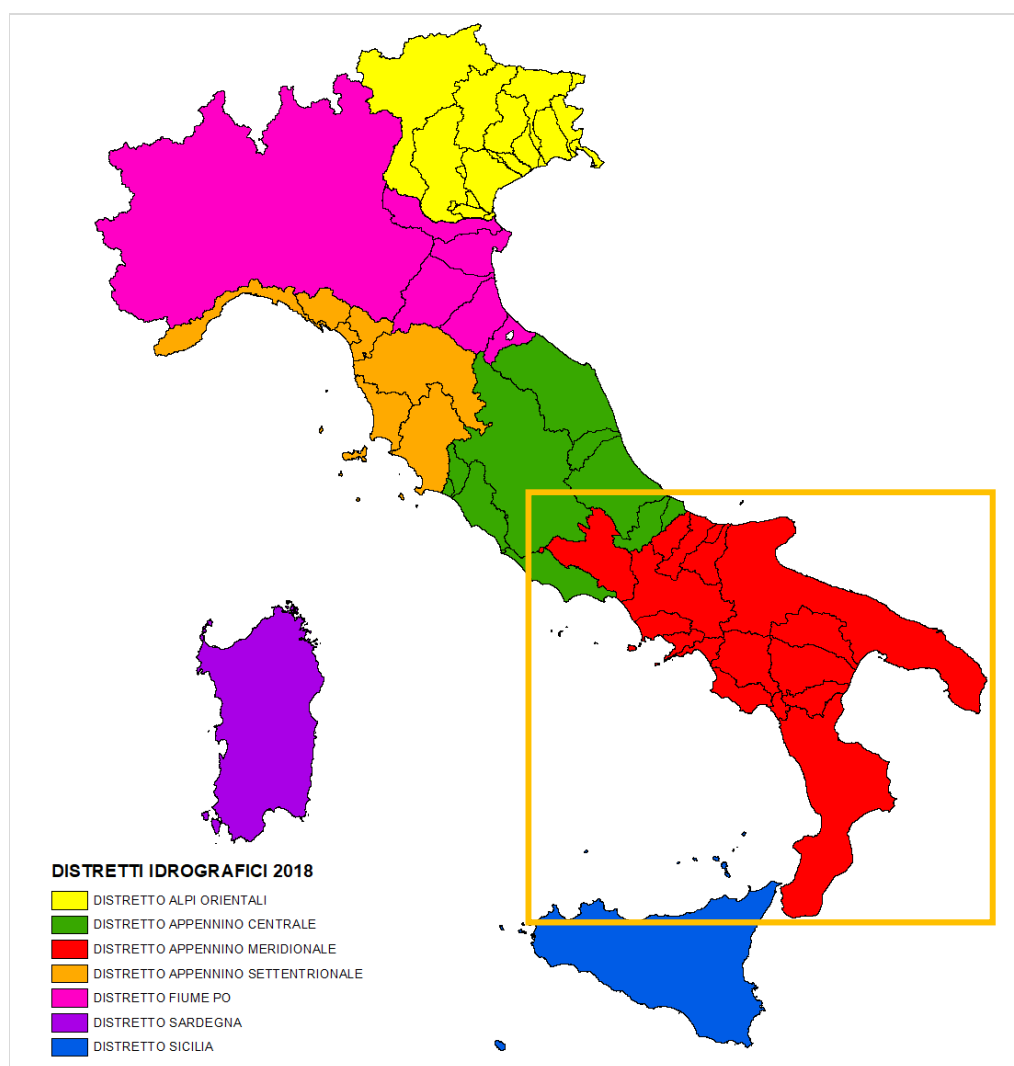 DISTRETTI IDROGRAFICI 2018
DISTRETTO ALPI ORIENTALI
DISTRETTO APPENNINO CENTRALE
DISTRETTO APPENNINO MERIDIONALE
DISTRETTO APPENNINO SETTENTRIONALE
DISTRETTO FIUME PO
DISTRETTO SARDEGNA
DISTRETTO SICILIA